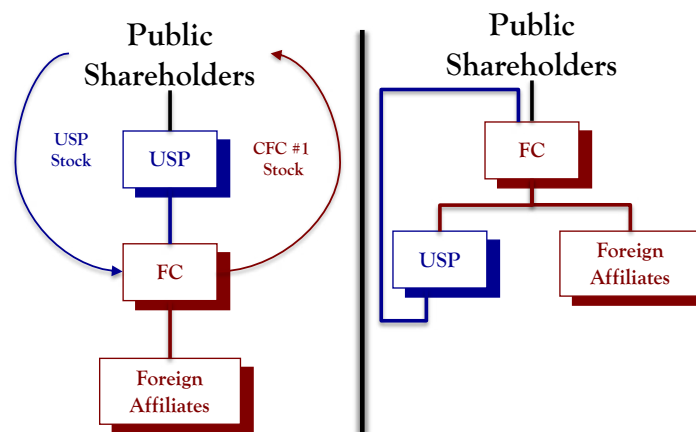 Public
Shareholders
USP
Stock
USP
CFC #1
Stock
FC
Foreign
Affiliates
Public
Shareholders
FC
USP
Foreign
Affiliates